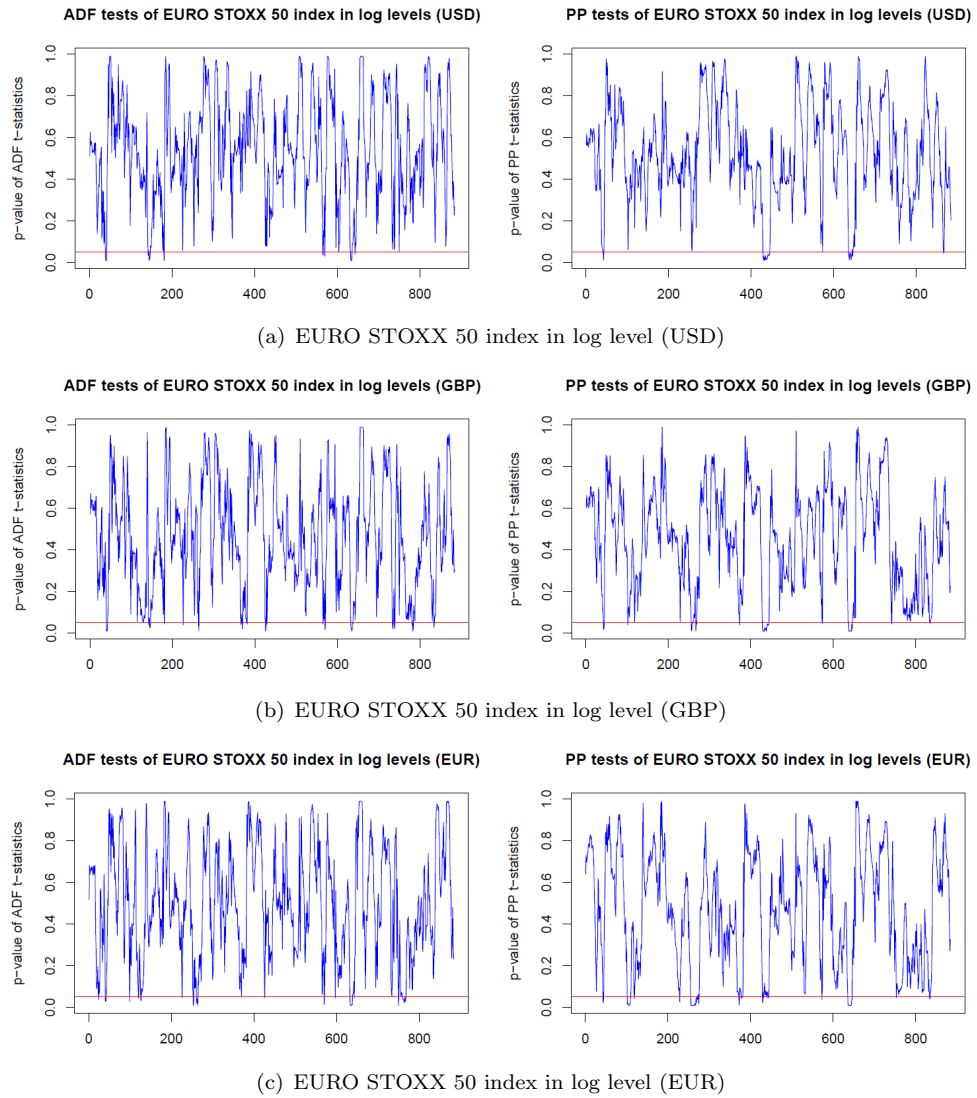 ADF tests of EURO STOXX 50 index in log levels (USD)
p-value of ADF t-statistics
0.0 0.2 0.4 0.6 0.8 1.0
0 200 400 600 800
PP tests of EURO STOXX 50 index in log levels (USD)
p-value of PP t-statistics
0.0 0.2 0.4 0.6 0.8 1.0
0 200 400 600 800
(a) EURO STOXX 50 index in log level (USD)
ADF tests of EURO STOXX 50 index in log levels (GBP)
p-value of ADF t-statistics
0.0 0.2 0.4 0.6 0.8 1.0
0 200 400 600 800
PP tests of EURO STOXX 50 index in log levels (GBP)
p-value of PP t-statistics
0.0 0.2 0.4 0.6 0.8 1.0
0 200 400 600 800
(b) EURO STOXX 50 index in log level (GBP)
ADF tests of EURO STOXX 50 index in log levels (EUR)
p-value of ADF t-statistics
0.0 0.2 0.4 0.6 0.8 1.0
0 200 400 600 800
PP tests of EURO STOXX 50 index in log levels (EUR)
p-value of PP t-statistics
0.0 0.2 0.4 0.6 0.8 1.0
0 200 400 600 800
(c) EURO STOXX 50 index in log level (EUR)